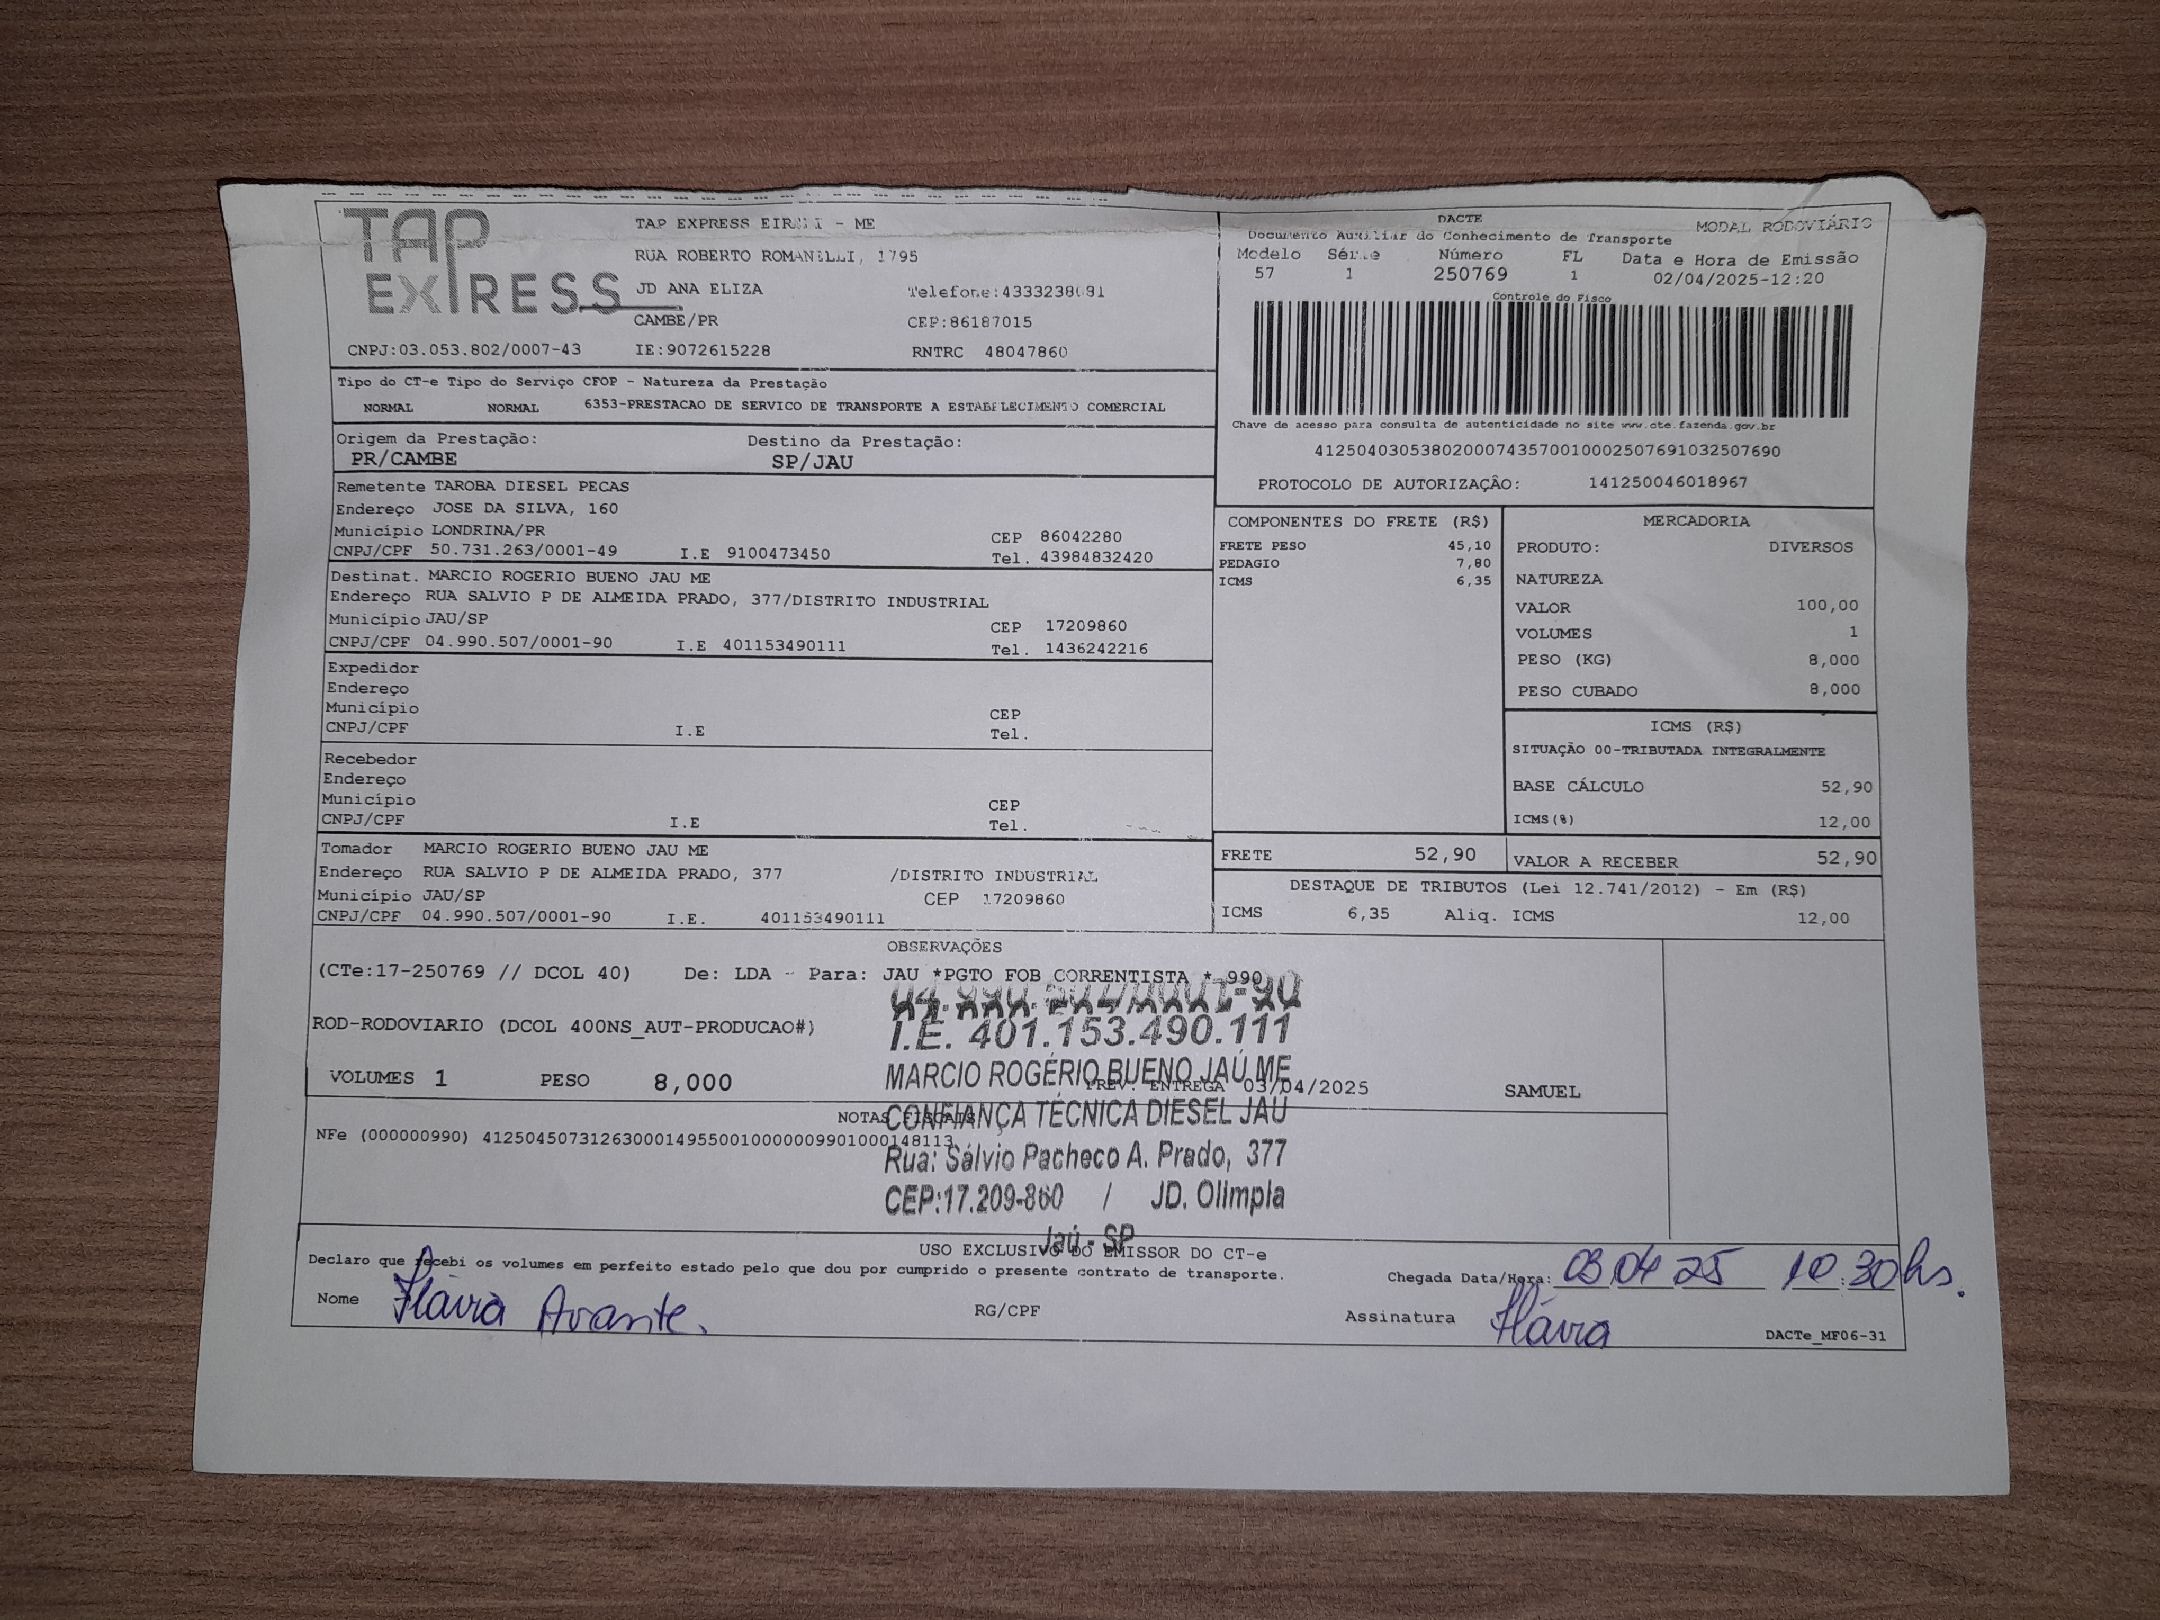 TAP
EXPRESS
TAP EXPRESS EIRELI - ME
RUA ROBERTO ROMANELLI, 1795
JD ANA ELIZA
CAMBE/PR
Telefone:4333238081
CEP:86187015
CNPJ:03.053.802/0007-43 IE:9072615228 RNTRC 48047860
DACTE MODAL RODOVIÁRIO
Documento Auxiliar do Conhecimento de Transporte
Modelo Série Número FL Data e Hora de Emissão
57 1 250769 1 02/04/2025-12:20
Controle do Fisco
Chave de acesso para consulta de autenticidade no site www.cte.fazenda.gov.br
41250403053802000743570010002507691032507690
PROTOCOLO DE AUTORIZAÇÃO: 141250046018967
Tipo do CT-e Tipo do Serviço CFOP - Natureza da Prestação
NORMAL NORMAL 6353-PRESTACAO DE SERVICO DE TRANSPORTE A ESTABELECIMENTO COMERCIAL
Origem da Prestação: Destino da Prestação:
PR/CAMBE SP/JAU
Remetente TAROBA DIESEL PECAS
Endereço JOSE DA SILVA, 160
Município LONDRINA/PR CEP 86042280
CNPJ/CPF 50.731.263/0001-49 I.E 9100473450 Tel. 43984832420
Destinat. MARCIO ROGERIO BUENO JAU ME
Endereço RUA SALVIO P DE ALMEIDA PRADO, 377/DISTRITO INDUSTRIAL
Município JAU/SP CEP 17209860
CNPJ/CPF 04.990.507/0001-90 I.E 401153490111 Tel. 1436242216
Expedidor
Endereço
Município CEP
CNPJ/CPF I.E Tel.
Recebedor
Endereço
Município CEP
CNPJ/CPF I.E Tel.
Tomador MARCIO ROGERIO BUENO JAU ME
Endereço RUA SALVIO P DE ALMEIDA PRADO, 377 /DISTRITO INDUSTRIAL
Município JAU/SP CEP 17209860
CNPJ/CPF 04.990.507/0001-90 I.E. 401153490111
COMPONENTES DO FRETE (R$)
FRETE PESO 45,10
PEDAGIO 7,80
ICMS 6,35
MERCADORIA
PRODUTO: DIVERSOS
NATUREZA
VALOR 100,00
VOLUMES 1
PESO (KG) 8,000
PESO CUBADO 8,000
ICMS (R$)
SITUAÇÃO 00-TRIBUTADA INTEGRALMENTE
BASE CÁLCULO 52,90
ICMS(%) 12,00
FRETE 52,90 VALOR A RECEBER 52,90
DESTAQUE DE TRIBUTOS (Lei 12.741/2012) - Em (R$)
ICMS 6,35 Aliq. ICMS 12,00
OBSERVAÇÕES
(CTe:17-250769 // DCOL 40) De: LDA - Para: JAU *PGTO FOB CORRENTISTA * 990
ROD-RODOVIARIO (DCOL 400NS_AUT-PRODUCAO#)
VOLUMES 1 PESO 8,000 PREV. ENTREGA 03/04/2025 SAMUEL
NOTAS FISCAIS
NFe (000000990) 41250450731263000149550010000009901000148113
04.990.507/0001-90
I.E. 401.153.490.111
MARCIO ROGÉRIO BUENO JAÚ ME
CONFIANÇA TÉCNICA DIESEL JAÚ
Rua: Sálvio Pacheco A. Prado, 377
CEP:17.209-860 / JD. Olimpia
Jaú - SP
USO EXCLUSIVO DO EMISSOR DO CT-e
Declaro que recebi os volumes em perfeito estado pelo que dou por cumprido o presente contrato de transporte.
Chegada Data/Hora: 03 04 25 10:30hs.
Nome Flávia Avante. RG/CPF Assinatura Flávia
DACTe_MF06-31